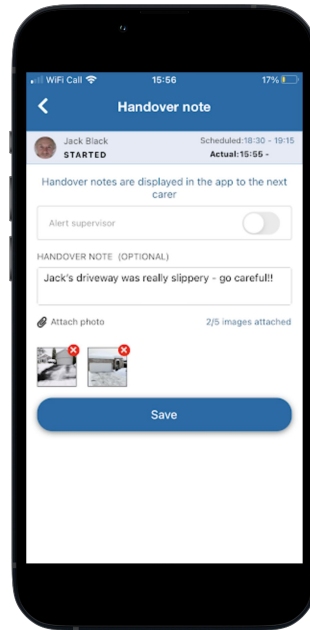 WiFi Call 15:56 17%
Handover note
Jack Black Scheduled:18:30 - 19:15
STARTED Actual:15:55 -
Handover notes are displayed in the app to the next
carer
Alert supervisor
HANDOVER NOTE (OPTIONAL)
Jack's driveway was really slippery - go careful!!
Attach photo 2/5 images attached
Save